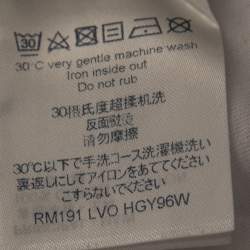 30
30°C very gentle machine wash
Iron inside out
Do not rub
30摄氏度超揉机洗
反面熨烫
请勿摩擦
30℃以下で手洗コース洗濯機洗い
裏返しにしてアイロンをあててください
こすらないでください
RM191 LVO HGY96W